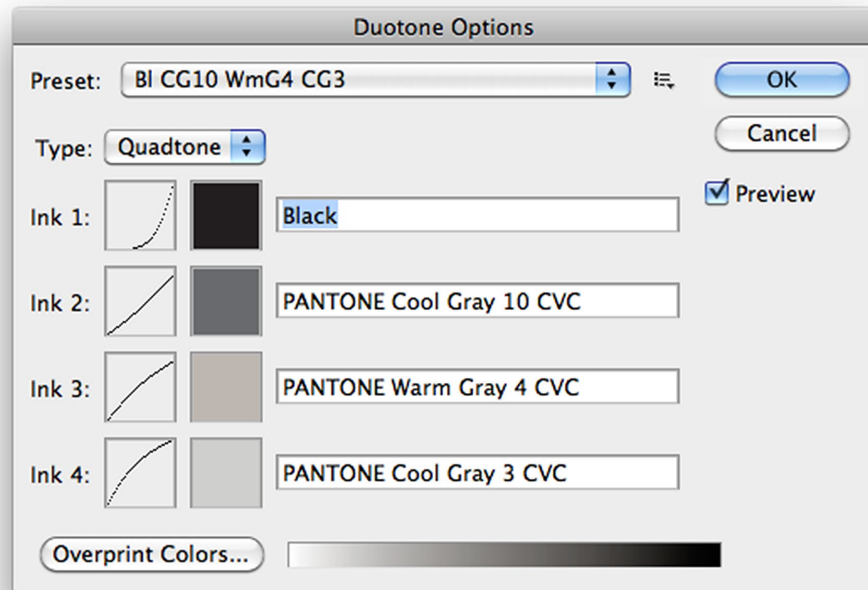 Duotone Options
Preset: Bl CG10 WmG4 CG3
OK
Type: Quadtone
Cancel
Preview
Ink 1: Black
Ink 2: PANTONE Cool Gray 10 CVC
Ink 3: PANTONE Warm Gray 4 CVC
Ink 4: PANTONE Cool Gray 3 CVC
Overprint Colors...